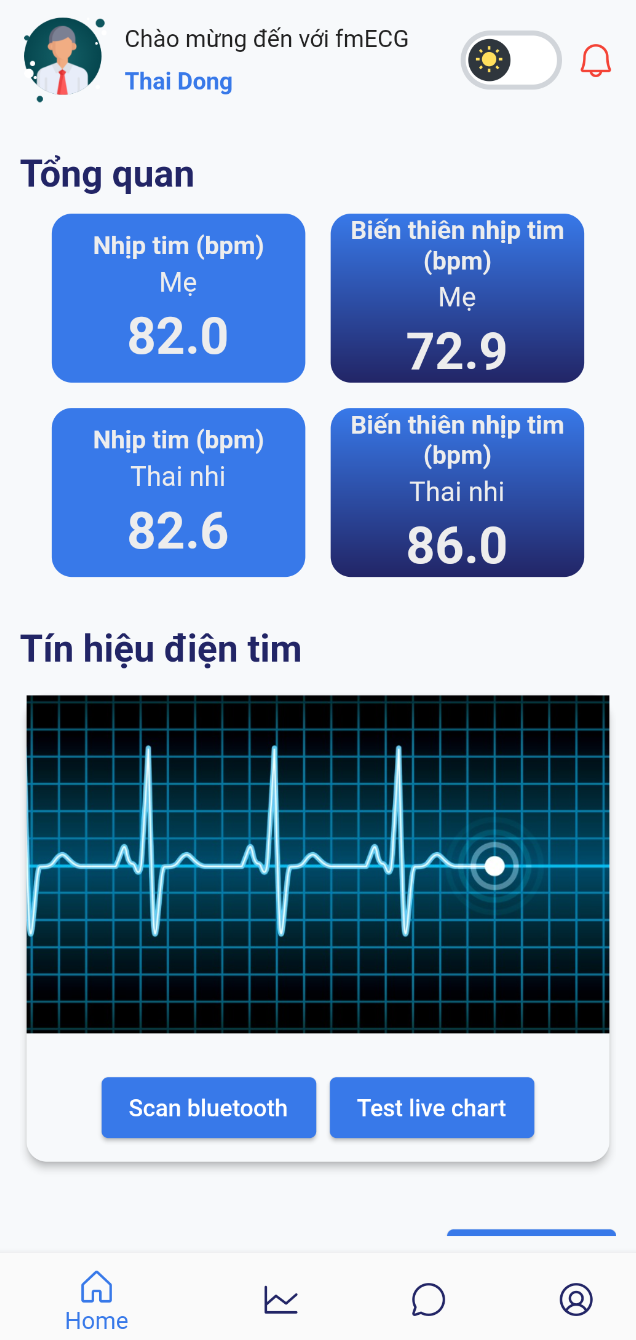 Chào mừng đến với fmECG
Thai Dong
Tổng quan
Nhịp tim (bpm)
Mẹ
82.0
Biến thiên nhịp tim
(bpm)
Mẹ
72.9
Nhịp tim (bpm)
Thai nhi
82.6
Biến thiên nhịp tim
(bpm)
Thai nhi
86.0
Tín hiệu điện tim
Scan bluetooth
Test live chart
Home